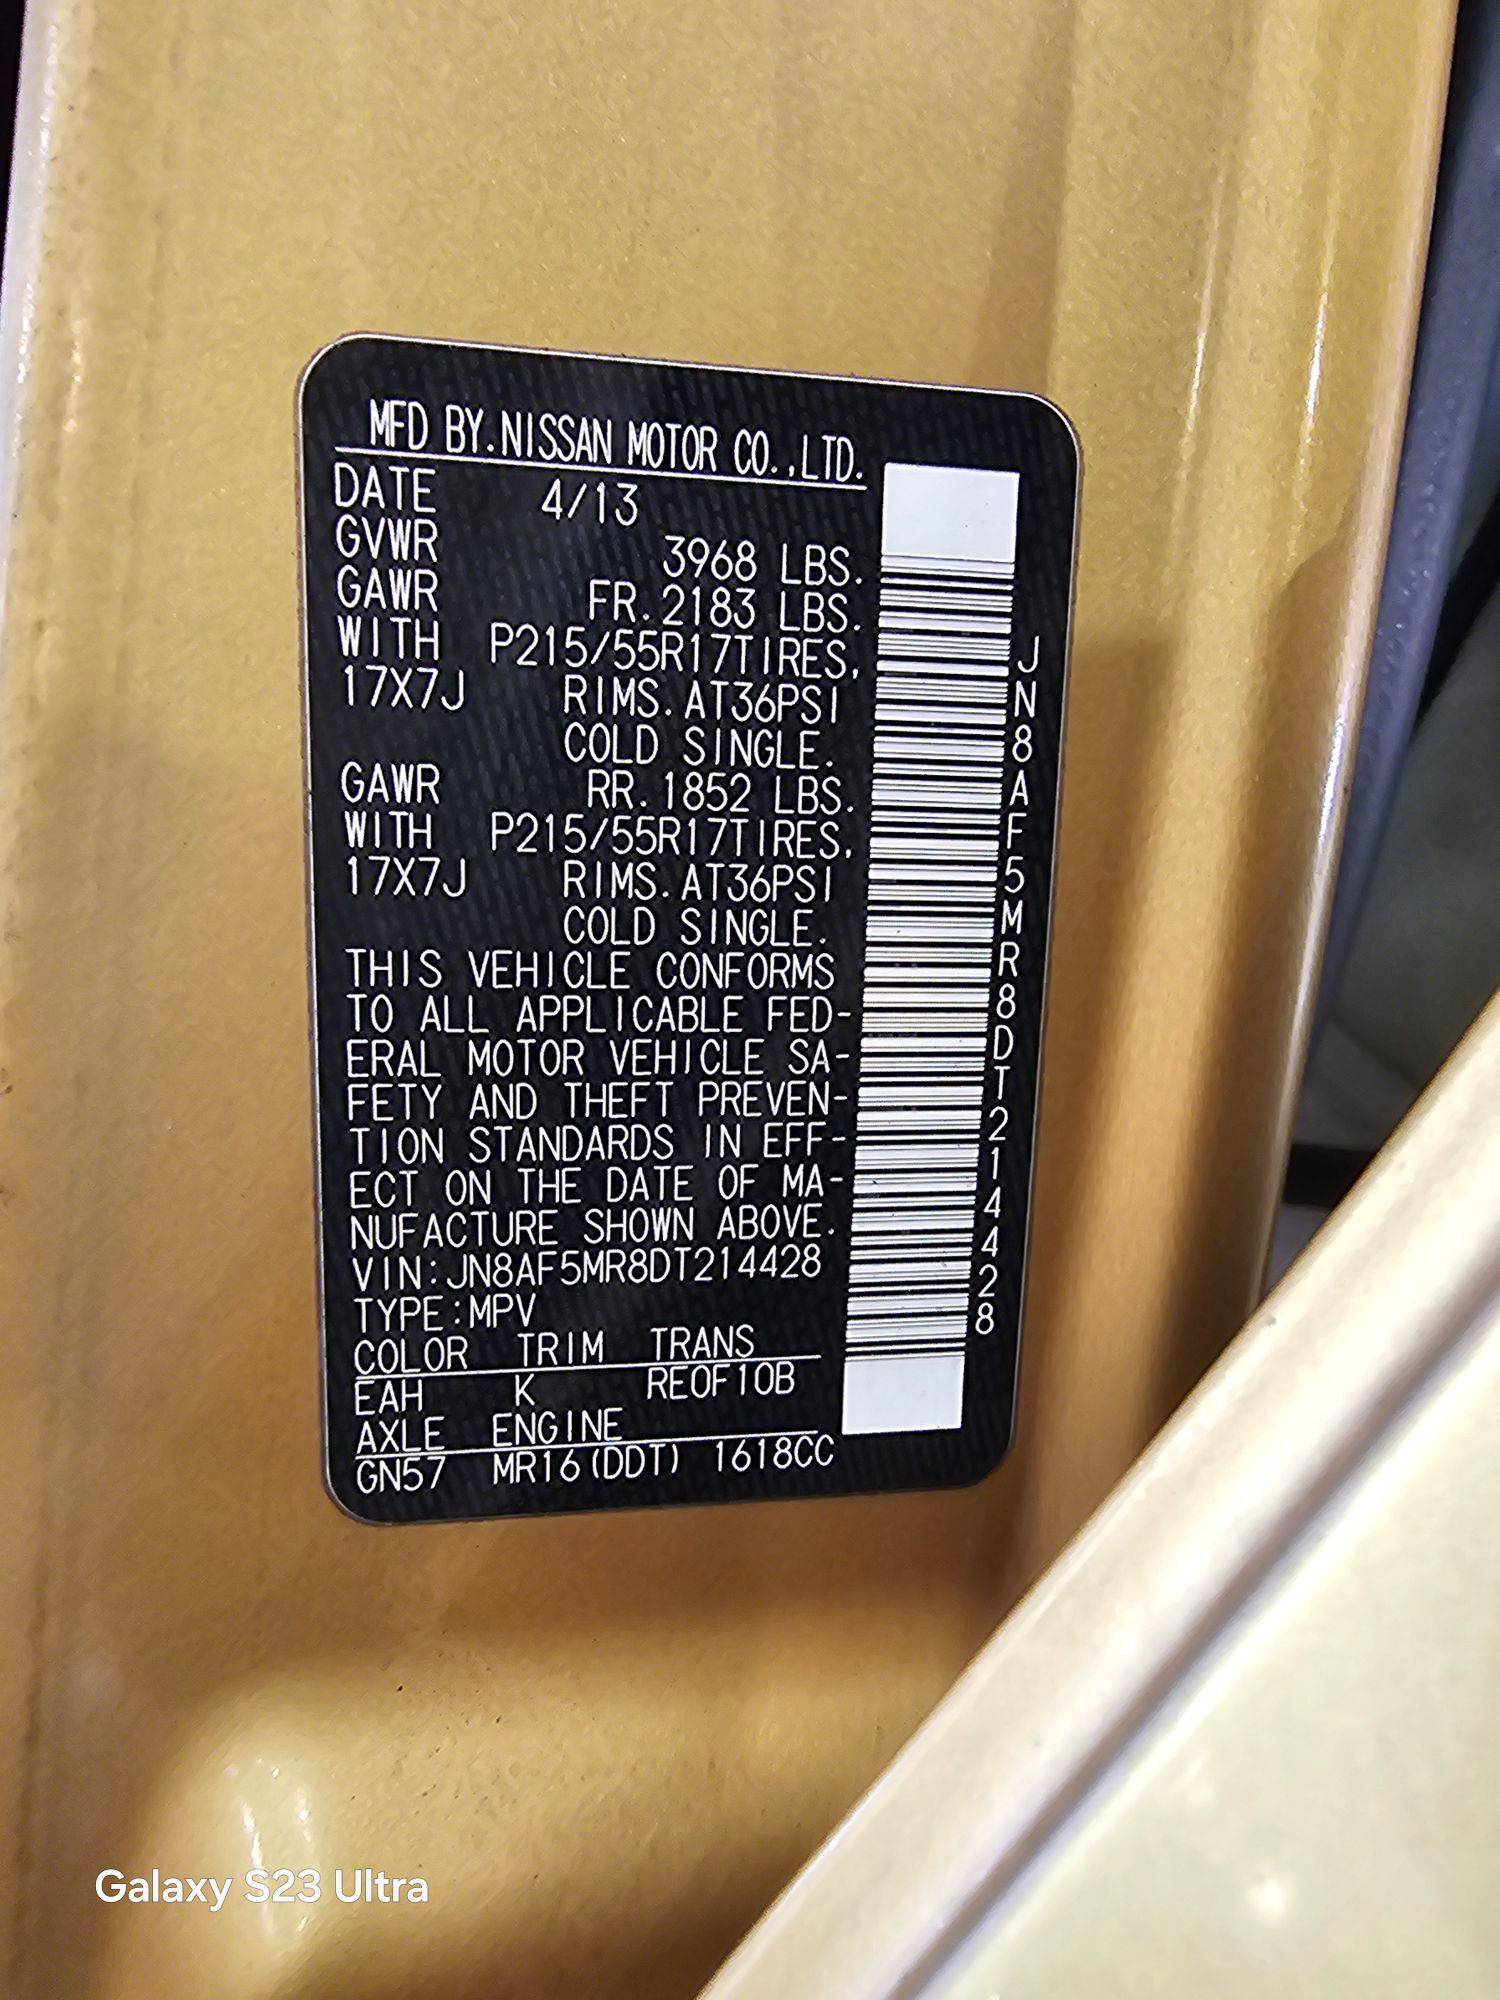 MFD BY.NISSAN MOTOR CO.,LTD.
DATE 4/13
GVWR 3968 LBS.
GAWR FR.2183 LBS.
WITH P215/55R17TIRES,
17X7J RIMS.AT36PSI
COLD SINGLE.
GAWR RR.1852 LBS.
WITH P215/55R17TIRES,
17X7J RIMS.AT36PSI
COLD SINGLE.
THIS VEHICLE CONFORMS
TO ALL APPLICABLE FED-
ERAL MOTOR VEHICLE SA-
FETY AND THEFT PREVEN-
TION STANDARDS IN EFF-
ECT ON THE DATE OF MA-
NUFACTURE SHOWN ABOVE.
VIN:JN8AF5MR8DT214428
TYPE:MPV
COLOR TRIM TRANS
EAH K RE0F10B
AXLE ENGINE
GN57 MR16(DDT) 1618CC
JN8AF5MR8DT214428
Galaxy S23 Ultra